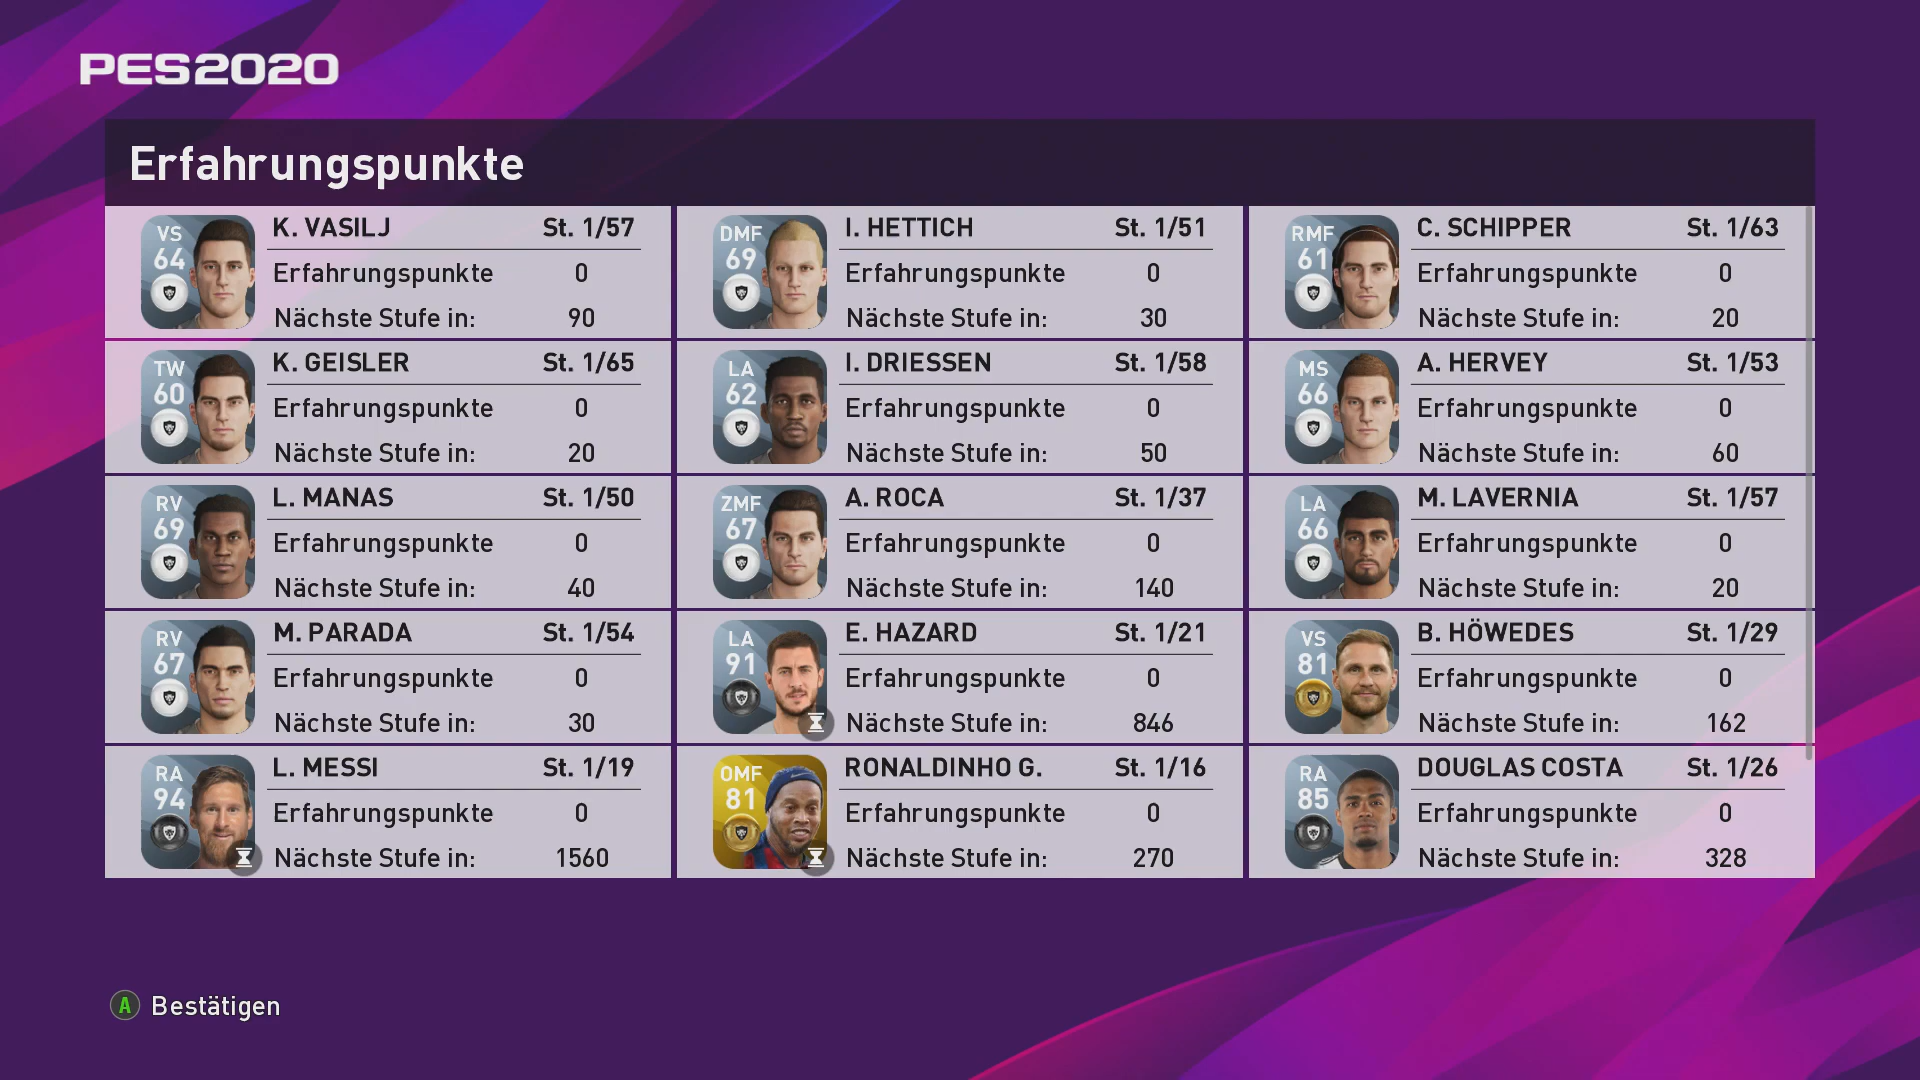 PES2020
Erfahrungspunkte
VS 64 K. VASILJ St. 1/57
Erfahrungspunkte 0
Nächste Stufe in: 90
DMF 69 I. HETTICH St. 1/51
Erfahrungspunkte 0
Nächste Stufe in: 30
RMF 61 C. SCHIPPER St. 1/63
Erfahrungspunkte 0
Nächste Stufe in: 20
TW 60 K. GEISLER St. 1/65
Erfahrungspunkte 0
Nächste Stufe in: 20
LA 62 I. DRIESSEN St. 1/58
Erfahrungspunkte 0
Nächste Stufe in: 50
MS 66 A. HERVEY St. 1/53
Erfahrungspunkte 0
Nächste Stufe in: 60
RV 69 L. MANAS St. 1/50
Erfahrungspunkte 0
Nächste Stufe in: 40
ZMF 67 A. ROCA St. 1/37
Erfahrungspunkte 0
Nächste Stufe in: 140
LA 66 M. LAVERNIA St. 1/57
Erfahrungspunkte 0
Nächste Stufe in: 20
RV 67 M. PARADA St. 1/54
Erfahrungspunkte 0
Nächste Stufe in: 30
LA 91 E. HAZARD St. 1/21
Erfahrungspunkte 0
Nächste Stufe in: 846
VS 81 B. HÖWEDES St. 1/29
Erfahrungspunkte 0
Nächste Stufe in: 162
RA 94 L. MESSI St. 1/19
Erfahrungspunkte 0
Nächste Stufe in: 1560
OMF 81 RONALDINHO G. St. 1/16
Erfahrungspunkte 0
Nächste Stufe in: 270
RA 85 DOUGLAS COSTA St. 1/26
Erfahrungspunkte 0
Nächste Stufe in: 328
A Bestätigen